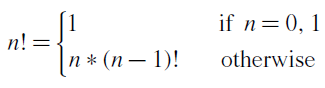 n! = { 1 if n = 0, 1
n * (n − 1)! otherwise